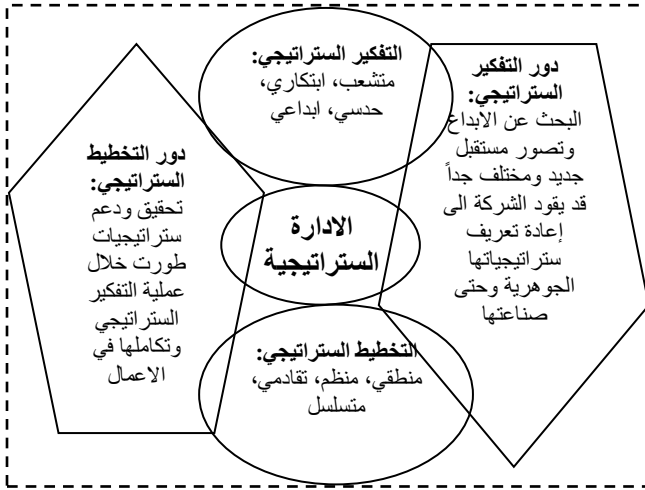 التفكير الستراتيجي:
متشعب، ابتكاري،
حدسي، ابداعي
دور التفكير
الستراتيجي:
البحث عن الابداع
وتصور مستقبل
جديد ومختلف جداً
قد يقود الشركة الى
إعادة تعريف
ستراتيجياتها
الجوهرية وحتى
صناعتها
دور التخطيط
الستراتيجي:
تحقيق ودعم
ستراتيجيات
طورت خلال
عملية التفكير
الستراتيجي
وتكاملها في
الاعمال
الادارة
الستراتيجية
التخطيط الستراتيجي:
منطقي، منظم، تقادمي،
متسلسل